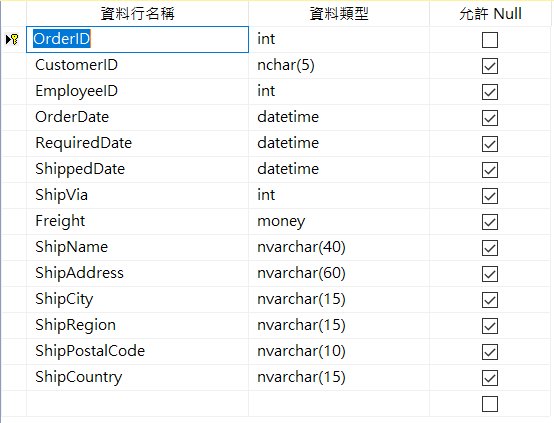 資料行名稱 資料類型 允許 Null
OrderID int
CustomerID nchar(5)
EmployeeID int
OrderDate datetime
RequiredDate datetime
ShippedDate datetime
ShipVia int
Freight money
ShipName nvarchar(40)
ShipAddress nvarchar(60)
ShipCity nvarchar(15)
ShipRegion nvarchar(15)
ShipPostalCode nvarchar(10)
ShipCountry nvarchar(15)